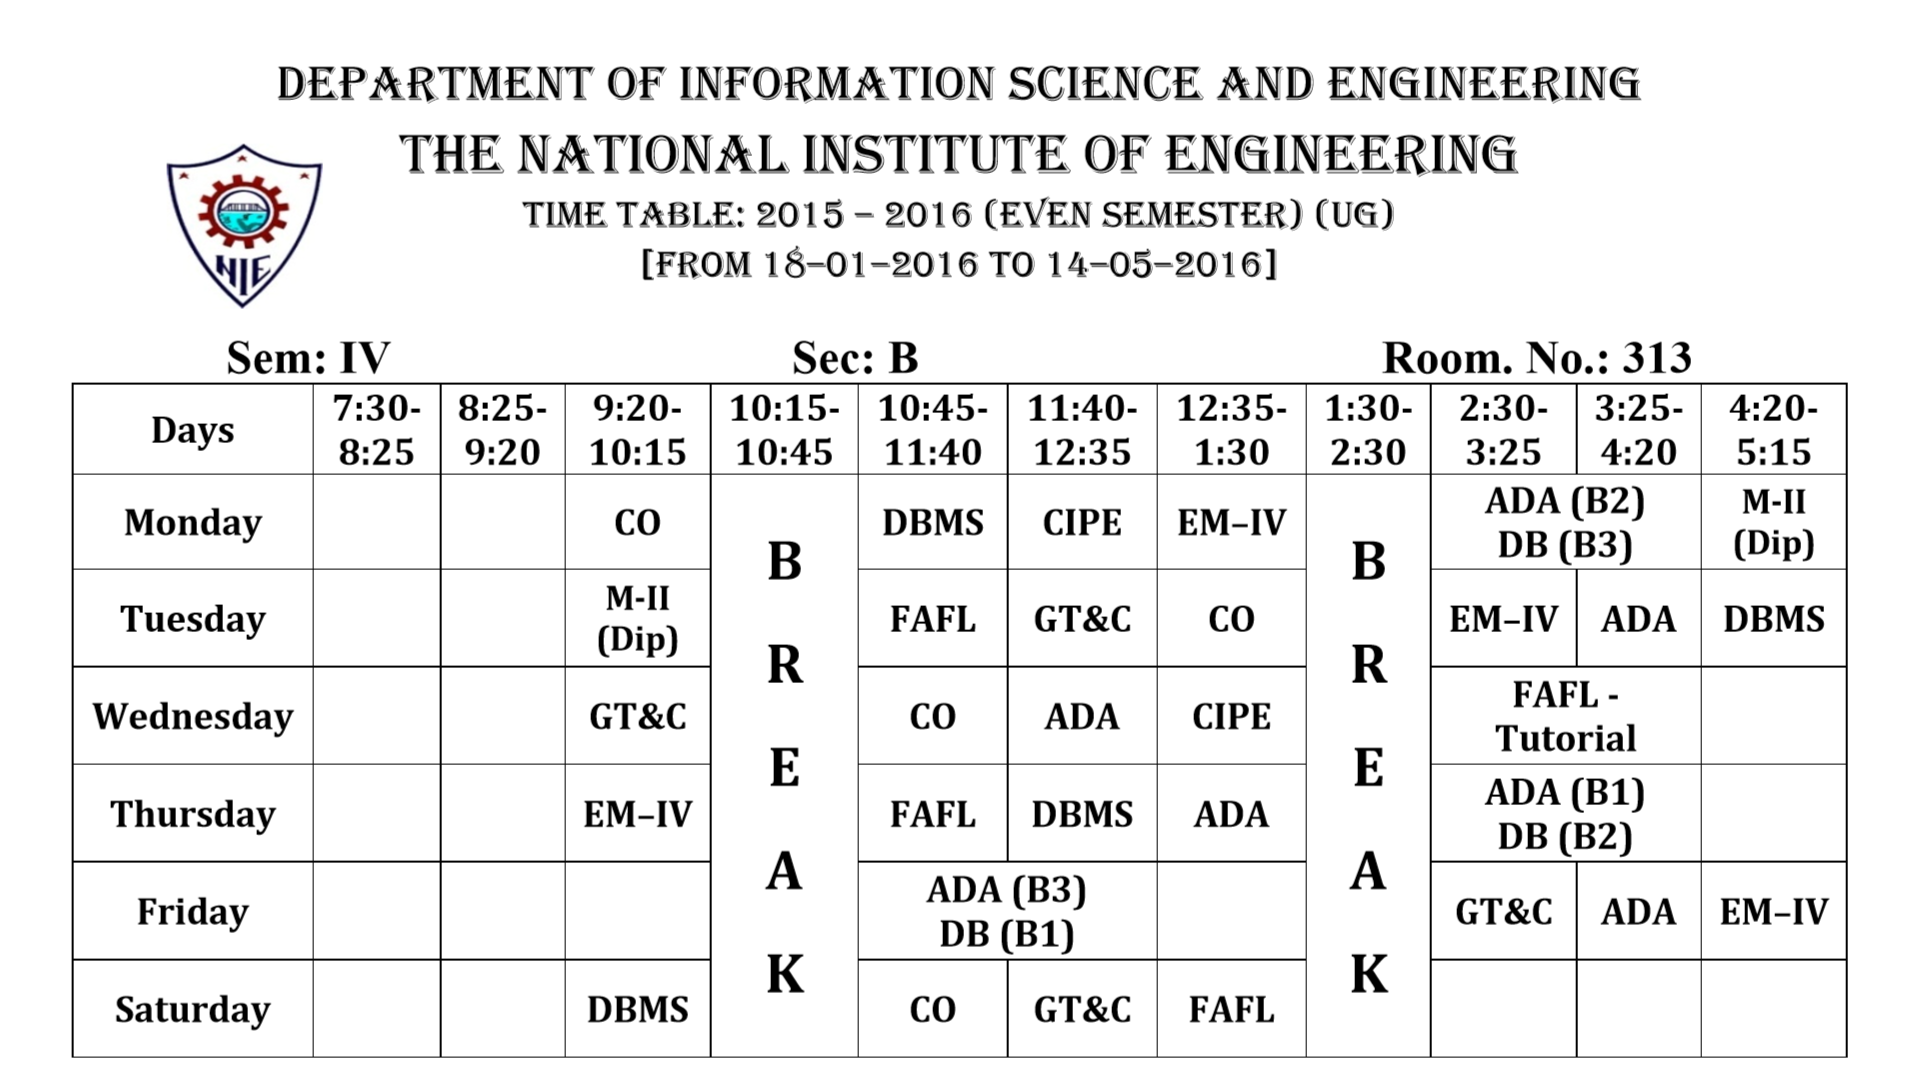 DEPARTMENT OF INFORMATION SCIENCE AND ENGINEERING
THE NATIONAL INSTITUTE OF ENGINEERING
TIME TABLE: 2015 – 2016 (EVEN SEMESTER) (UG)
[FROM 18–01–2016 TO 14–05–2016]
NIE
Sem: IV Sec: B Room. No.: 313
Days 7:30-8:25 8:25-9:20 9:20-10:15 10:15-10:45 10:45-11:40 11:40-12:35 12:35-1:30 1:30-2:30 2:30-3:25 3:25-4:20 4:20-5:15
Monday CO BREAK DBMS CIPE EM–IV BREAK ADA (B2) DB (B3) M-II (Dip)
Tuesday M-II (Dip) FAFL GT&C CO EM–IV ADA DBMS
Wednesday GT&C CO ADA CIPE FAFL - Tutorial
Thursday EM–IV FAFL DBMS ADA ADA (B1) DB (B2)
Friday ADA (B3) DB (B1) GT&C ADA EM–IV
Saturday DBMS CO GT&C FAFL